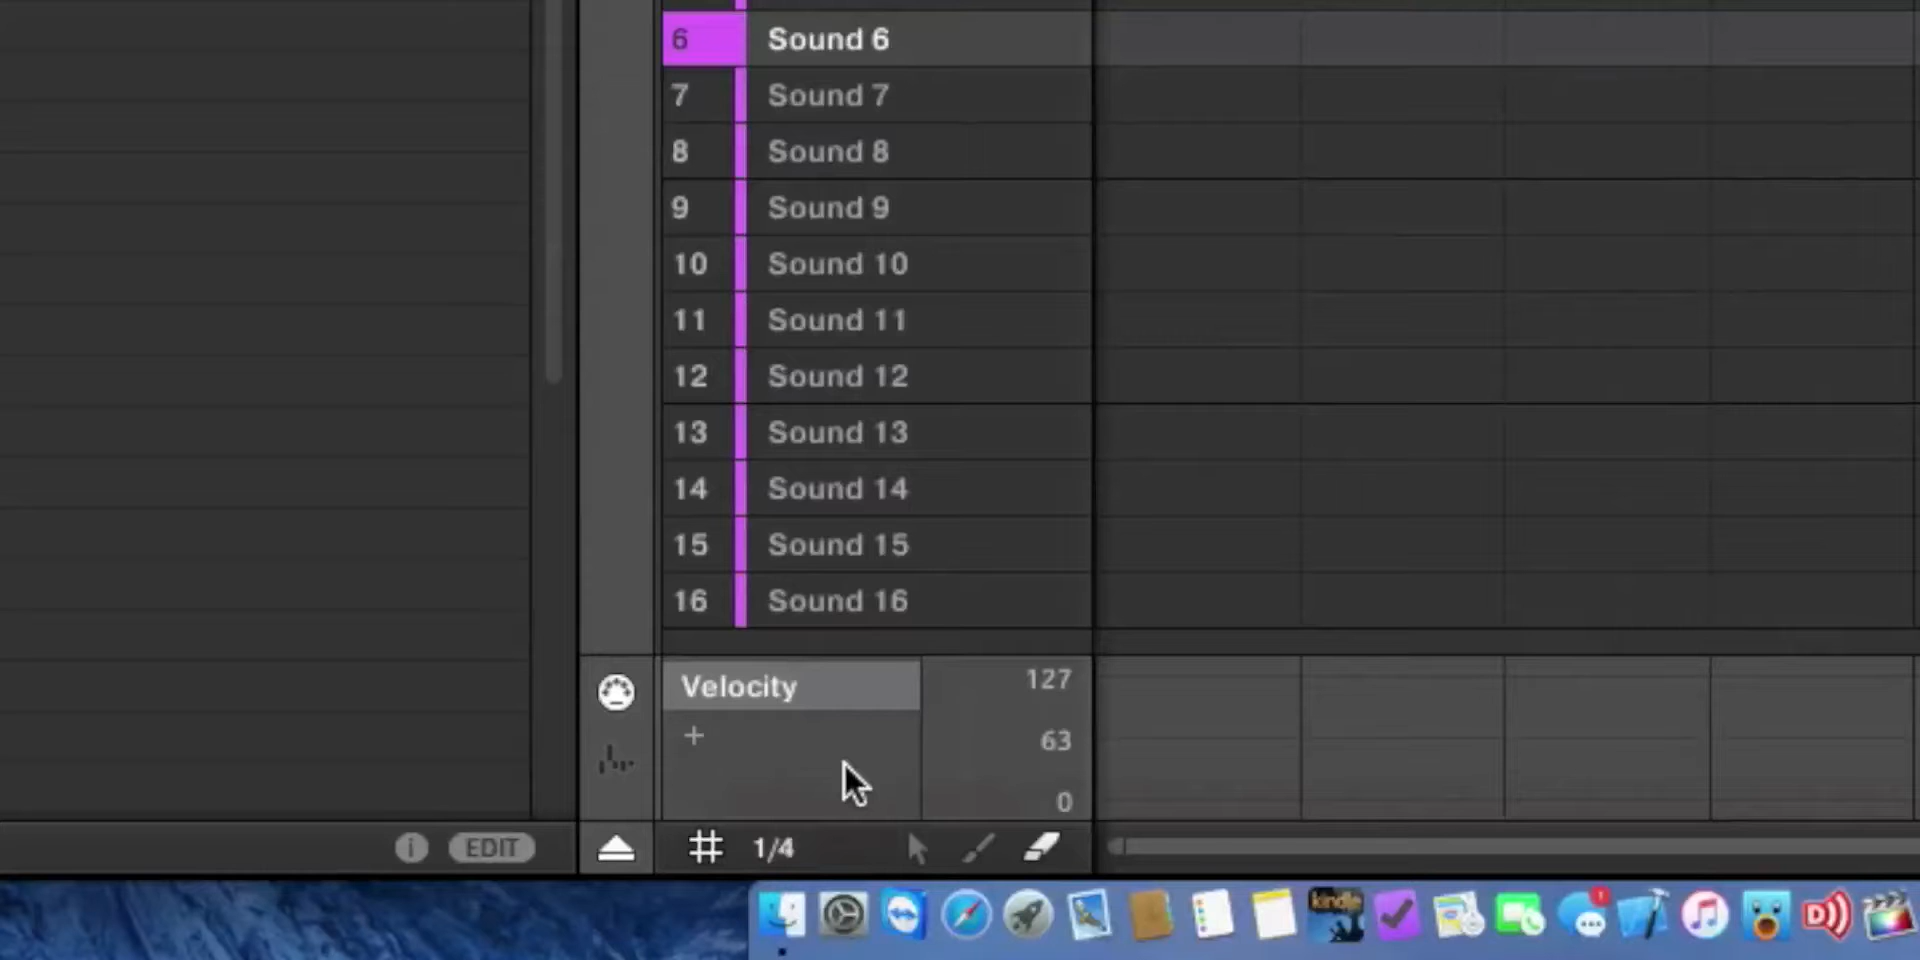 6 Sound 6
7 Sound 7
8 Sound 8
9 Sound 9
10 Sound 10
11 Sound 11
12 Sound 12
13 Sound 13
14 Sound 14
15 Sound 15
16 Sound 16
Velocity 127
+ 63
0
i EDIT 1/4
kindle
D